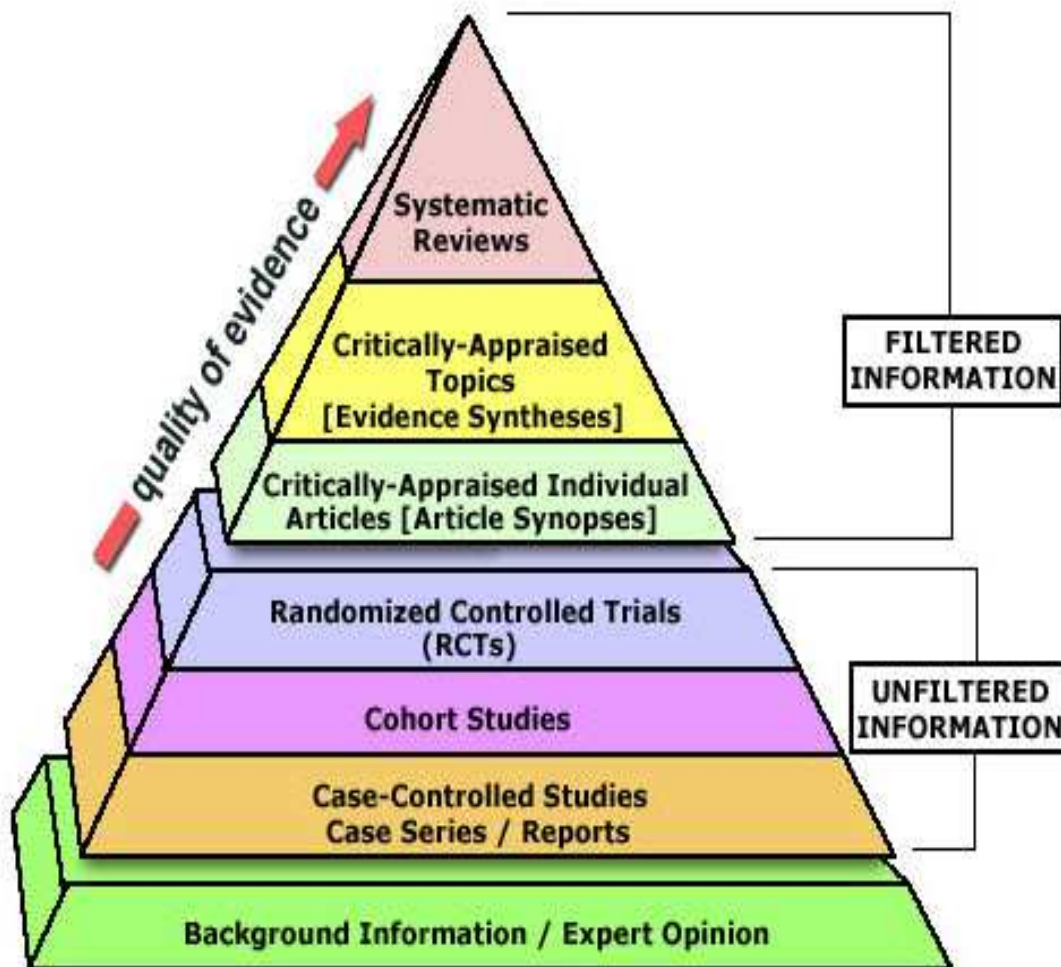 quality of evidence
Systematic
Reviews
Critically-Appraised
Topics
[Evidence Syntheses]
Critically-Appraised Individual
Articles [Article Synopses]
FILTERED
INFORMATION
Randomized Controlled Trials
(RCTs)
Cohort Studies
Case-Controlled Studies
Case Series / Reports
UNFILTERED
INFORMATION
Background Information / Expert Opinion